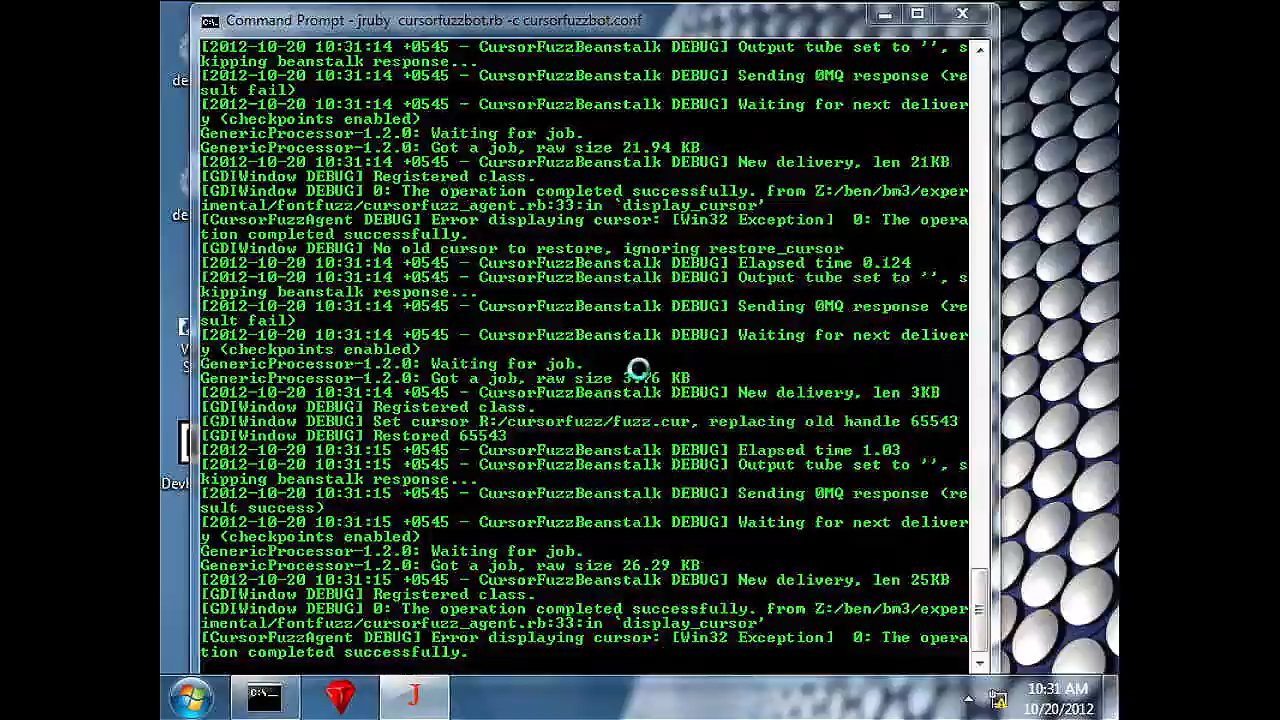 Command Prompt - jruby cursorfuzzbot.rb -c cursorfuzzbot.conf
[2012-10-20 10:31:14 +0545 - CursorFuzzBeanstalk DEBUG] Output tube set to '', s
kipping beanstalk response...
[2012-10-20 10:31:14 +0545 - CursorFuzzBeanstalk DEBUG] Sending 0MQ response (re
sult fail)
[2012-10-20 10:31:14 +0545 - CursorFuzzBeanstalk DEBUG] Waiting for next deliver
y (checkpoints enabled)
GenericProcessor-1.2.0: Waiting for job.
GenericProcessor-1.2.0: Got a job, raw size 21.94 KB
[2012-10-20 10:31:14 +0545 - CursorFuzzBeanstalk DEBUG] New delivery, len 21KB
[GDIWindow DEBUG] Registered class.
[GDIWindow DEBUG] 0: The operation completed successfully. from Z:/ben/bm3/exper
imental/fontfuzz/cursorfuzz_agent.rb:33:in `display_cursor'
[CursorFuzzAgent DEBUG] Error displaying cursor: [Win32 Exception]  0: The opera
tion completed successfully.
[GDIWindow DEBUG] No old cursor to restore, ignoring restore_cursor
[2012-10-20 10:31:14 +0545 - CursorFuzzBeanstalk DEBUG] Elapsed time 0.124
[2012-10-20 10:31:14 +0545 - CursorFuzzBeanstalk DEBUG] Output tube set to '', s
kipping beanstalk response...
[2012-10-20 10:31:14 +0545 - CursorFuzzBeanstalk DEBUG] Sending 0MQ response (re
sult fail)
[2012-10-20 10:31:14 +0545 - CursorFuzzBeanstalk DEBUG] Waiting for next deliver
y (checkpoints enabled)
GenericProcessor-1.2.0: Waiting for job.
GenericProcessor-1.2.0: Got a job, raw size KB
[2012-10-20 10:31:14 +0545 - CursorFuzzBeanstalk DEBUG] New delivery, len 3KB
[GDIWindow DEBUG] Registered class.
[GDIWindow DEBUG] Set cursor R:/cursorfuzz/fuzz.cur, replacing old handle 65543
[GDIWindow DEBUG] Restored 65543
[2012-10-20 10:31:15 +0545 - CursorFuzzBeanstalk DEBUG] Elapsed time 1.03
[2012-10-20 10:31:15 +0545 - CursorFuzzBeanstalk DEBUG] Output tube set to '', s
kipping beanstalk response...
[2012-10-20 10:31:15 +0545 - CursorFuzzBeanstalk DEBUG] Sending 0MQ response (re
sult success)
[2012-10-20 10:31:15 +0545 - CursorFuzzBeanstalk DEBUG] Waiting for next deliver
y (checkpoints enabled)
GenericProcessor-1.2.0: Waiting for job.
GenericProcessor-1.2.0: Got a job, raw size 26.29 KB
[2012-10-20 10:31:15 +0545 - CursorFuzzBeanstalk DEBUG] New delivery, len 25KB
[GDIWindow DEBUG] Registered class.
[GDIWindow DEBUG] 0: The operation completed successfully. from Z:/ben/bm3/exper
imental/fontfuzz/cursorfuzz_agent.rb:33:in `display_cursor'
[CursorFuzzAgent DEBUG] Error displaying cursor: [Win32 Exception]  0: The opera
tion completed successfully.
de
de
V
S
Devl
10:31 AM
10/20/2012